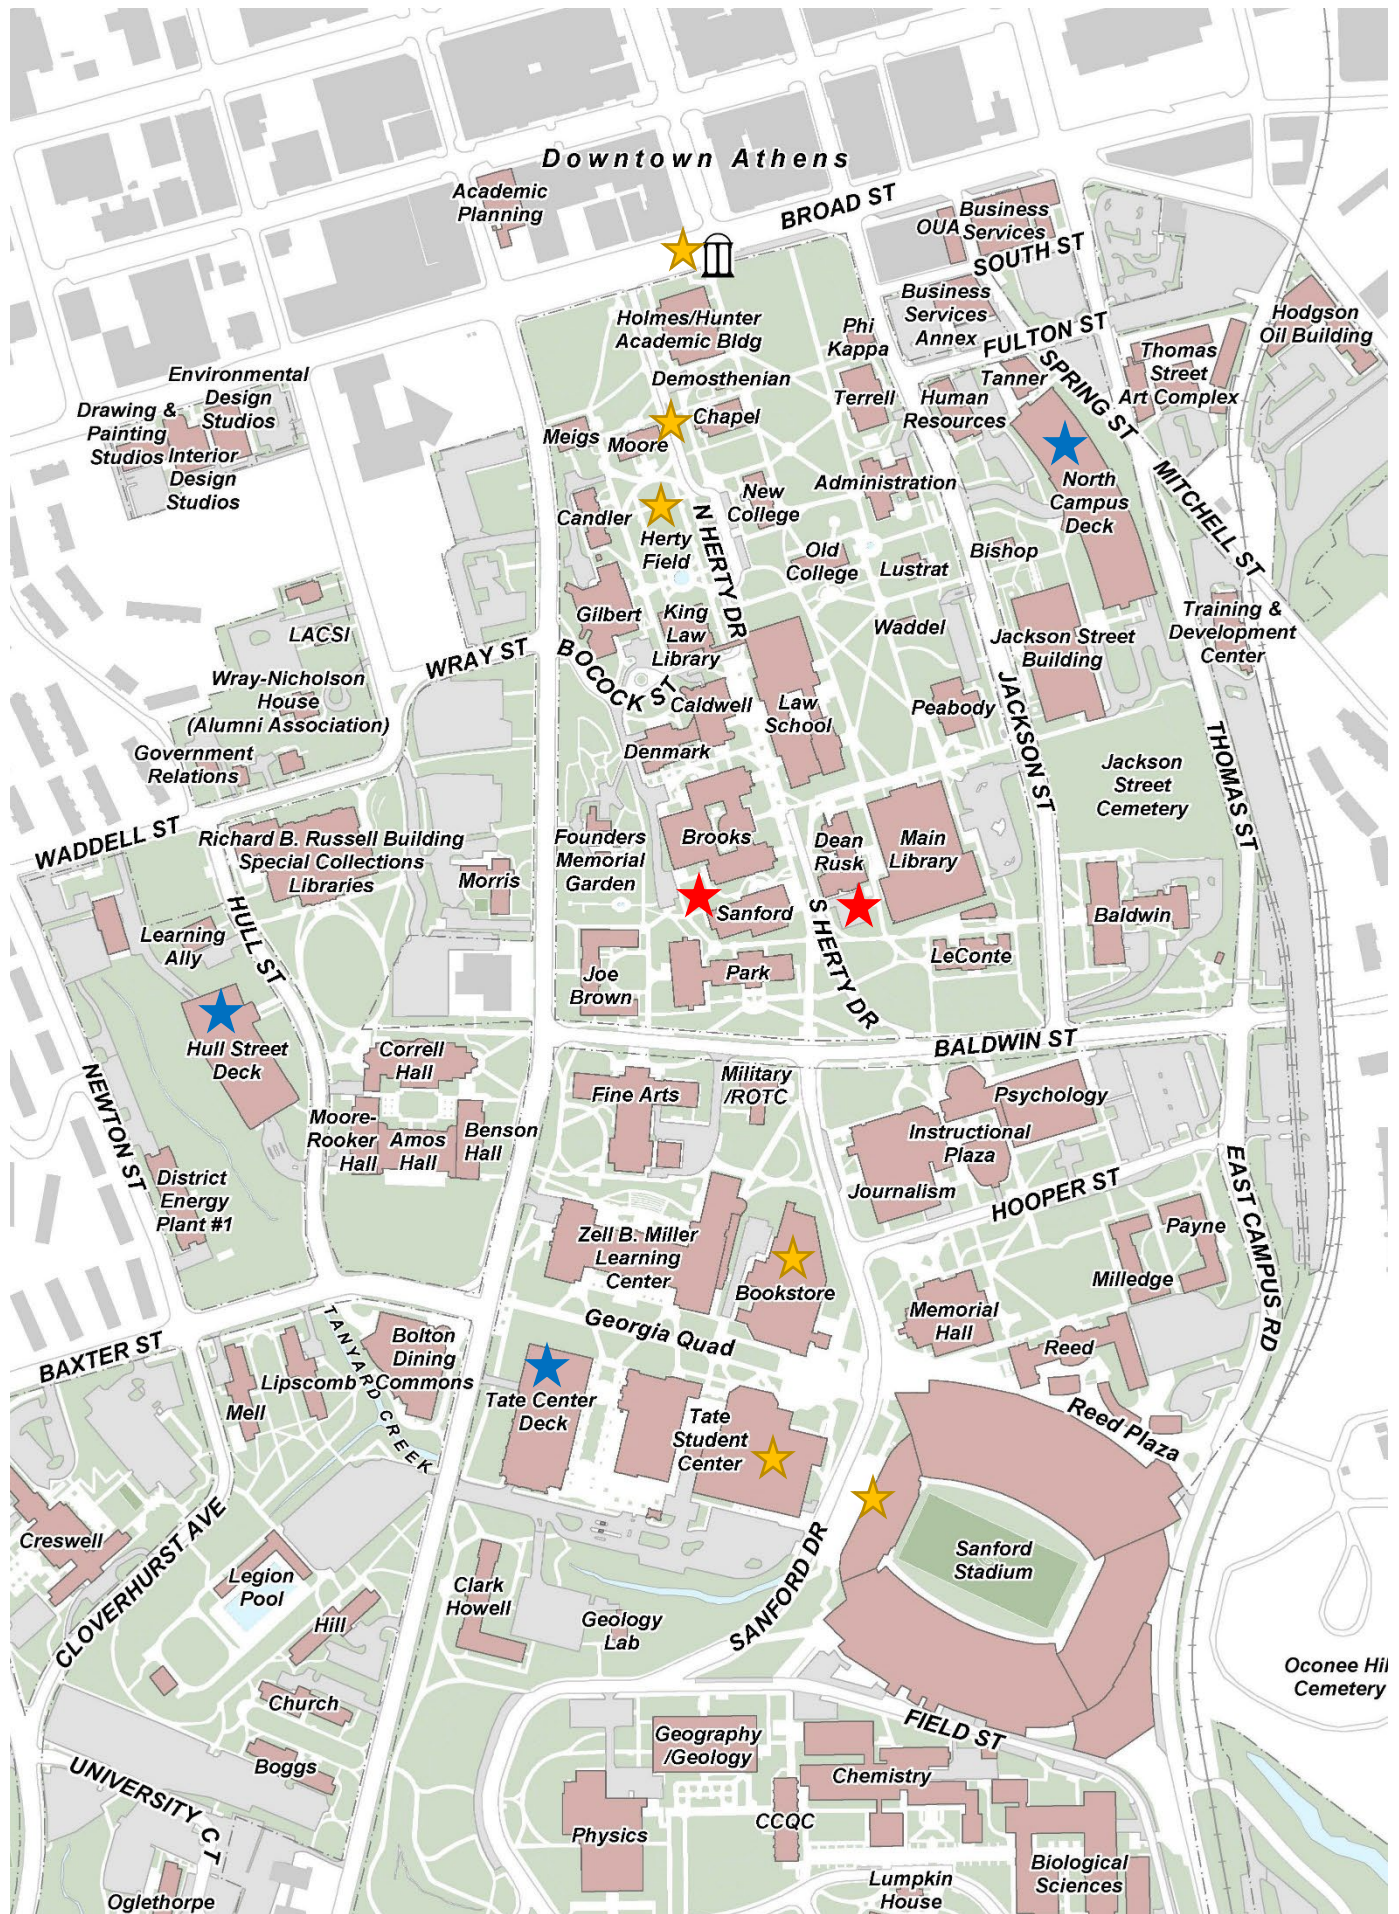 Downtown Athens
Academic
Planning
BROAD ST
OUA
Business
Services
SOUTH ST
Business
Services
Annex
FULTON ST
Hodgson
Oil Building
Holmes/Hunter
Academic Bldg
Phi
Kappa
Tanner
SPRING ST
Thomas
Street
Art Complex
Environmental
Design
Studios
Drawing &
Painting
Studios
Interior
Design
Studios
Demosthenian
Chapel
Terrell
Human
Resources
Meigs
Moore
North
Campus
Deck
MITCHELL ST
Administration
New
College
Candler
Herty
Field
N HERTY DR
Old
College
Lustrat
Bishop
LACSI
Gilbert
King
Law
Library
Waddel
Jackson Street
Building
Training &
Development
Center
WRAY ST
BOCOCK ST
Wray-Nicholson
House
(Alumni Association)
Caldwell
Law
School
Peabody
JACKSON ST
THOMAS ST
Government
Relations
Denmark
Jackson
Street
Cemetery
WADDELL ST
Richard B. Russell Building
Special Collections
Libraries
Founders
Memorial
Garden
Brooks
Dean
Rusk
Main
Library
Morris
HULL ST
Learning
Ally
Sanford
S HERTY DR
Baldwin
Joe
Brown
Park
LeConte
Hull Street
Deck
Correll
Hall
BALDWIN ST
NEWTON ST
Fine Arts
Military
/ROTC
Psychology
Moore-
Rooker
Hall
Amos
Hall
Benson
Hall
Instructional
Plaza
Journalism
HOOPER ST
EAST CAMPUS RD
District
Energy
Plant #1
Zell B. Miller
Learning
Center
Bookstore
Payne
Milledge
Memorial
Hall
Georgia Quad
BAXTER ST
TANYARD CREEK
Bolton
Dining
Commons
Lipscomb
Mell
Tate Center
Deck
Tate
Student
Center
Reed
Reed Plaza
Creswell
CLOVERHURST AVE
Legion
Pool
Hill
Clark
Howell
Geology
Lab
SANFORD DR
Sanford
Stadium
Oconee Hil
Cemetery
Church
Boggs
UNIVERSITY CT
Oglethorpe
Geography
/Geology
FIELD ST
Chemistry
CCQC
Physics
Biological
Sciences
Lumpkin
House